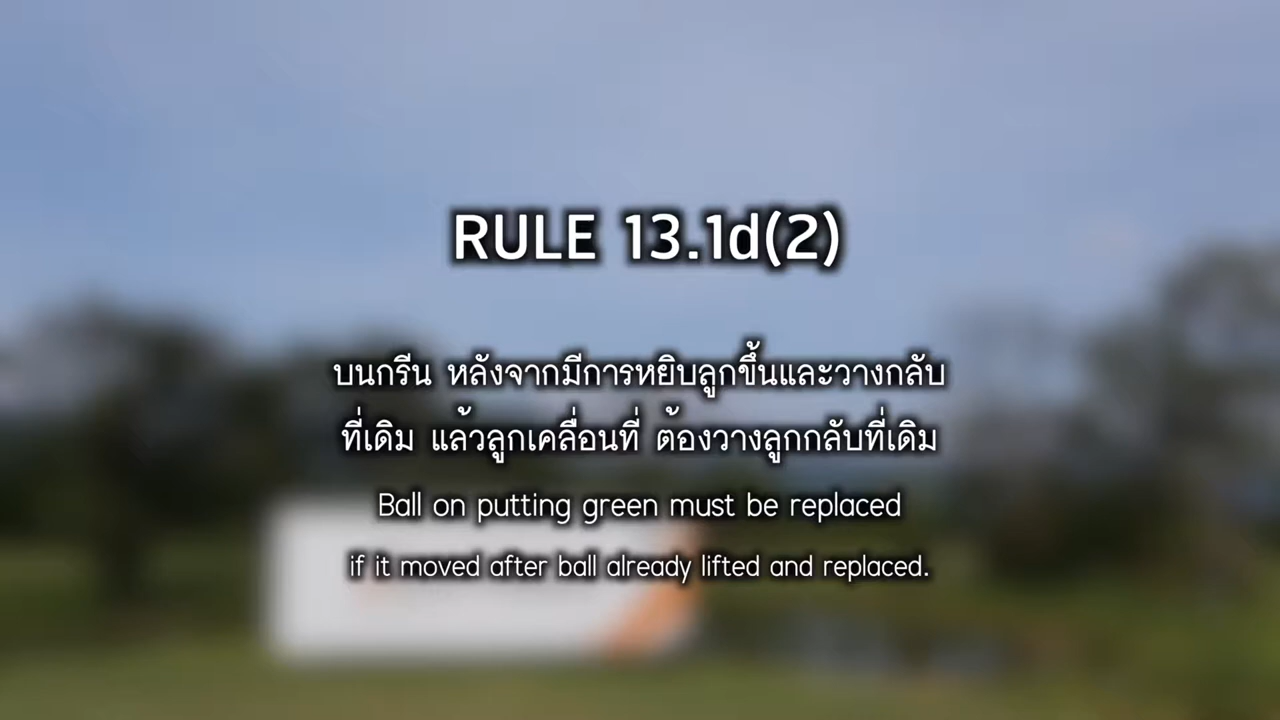 RULE 13.1d(2)
บนกรีน หลังจากมีการหยิบลูกขึ้นและวางกลับ
ที่เดิม แล้วลูกเคลื่อนที่ ต้องวางลูกกลับที่เดิม
Ball on putting green must be replaced
if it moved after ball already lifted and replaced.